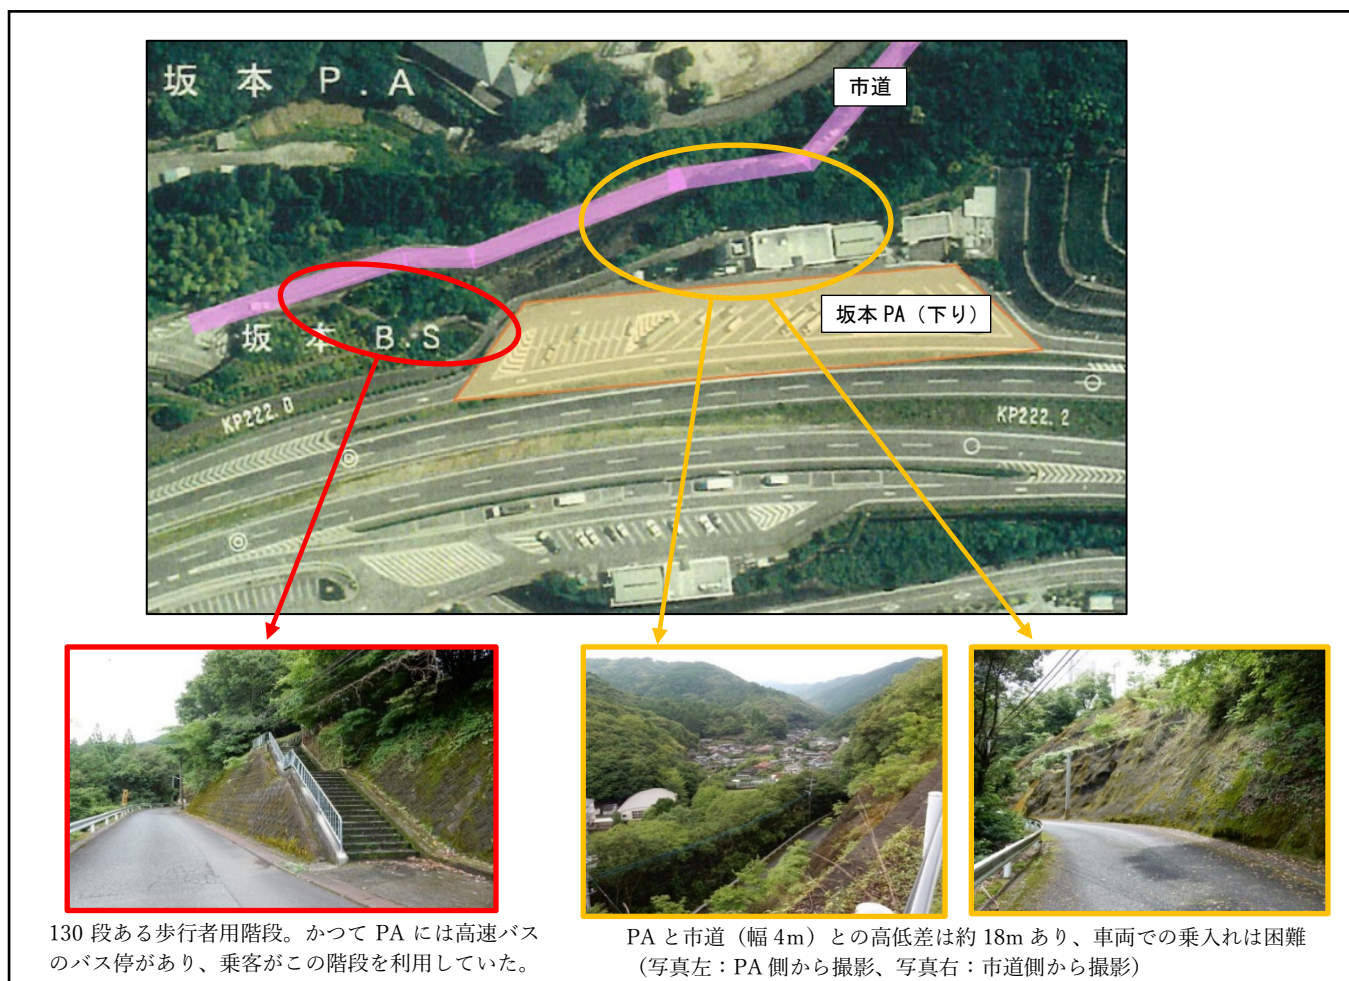 坂本 P.A
市道
坂本 B.S
坂本 PA（下り）
KP222.0
KP222.2
130 段ある歩行者用階段。かつて PA には高速バス
のバス停があり、乗客がこの階段を利用していた。
PA と市道（幅 4m）との高低差は約 18m あり、車両での乗入れは困難
（写真左：PA 側から撮影、写真右：市道側から撮影）